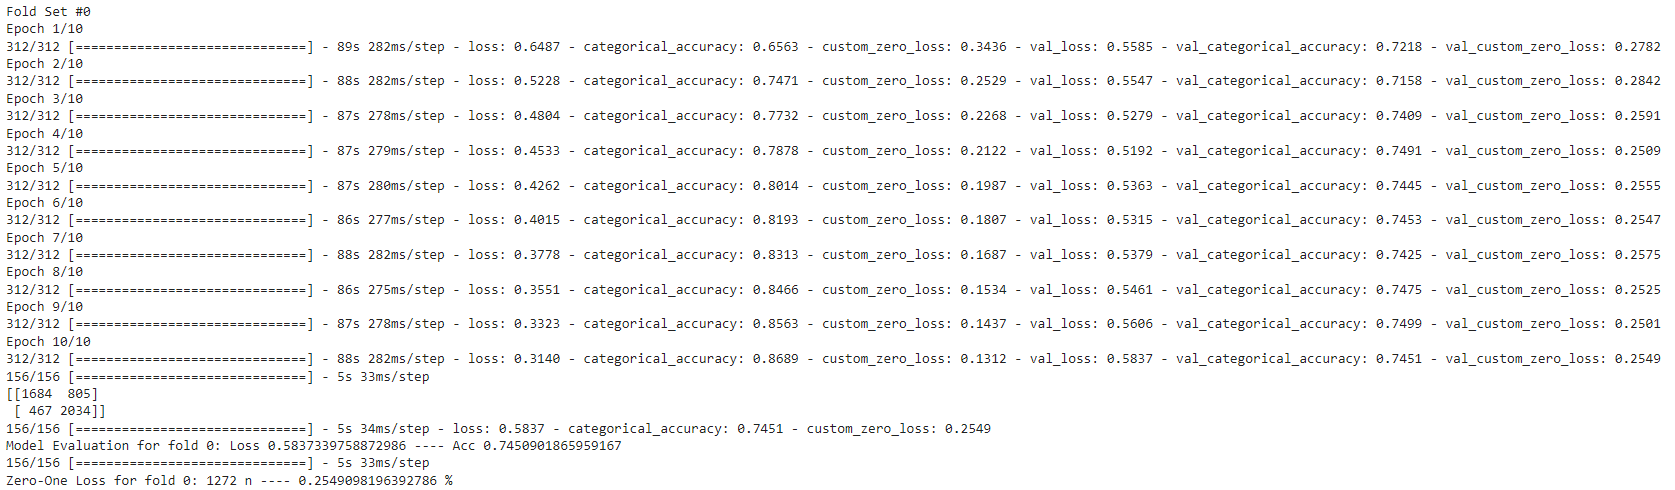 Fold Set #0
Epoch 1/10
312/312 [==============================] - 89s 282ms/step - loss: 0.6487 - categorical_accuracy: 0.6563 - custom_zero_loss: 0.3436 - val_loss: 0.5585 - val_categorical_accuracy: 0.7218 - val_custom_zero_loss: 0.2782
Epoch 2/10
312/312 [==============================] - 88s 282ms/step - loss: 0.5228 - categorical_accuracy: 0.7471 - custom_zero_loss: 0.2529 - val_loss: 0.5547 - val_categorical_accuracy: 0.7158 - val_custom_zero_loss: 0.2842
Epoch 3/10
312/312 [==============================] - 87s 278ms/step - loss: 0.4804 - categorical_accuracy: 0.7732 - custom_zero_loss: 0.2268 - val_loss: 0.5279 - val_categorical_accuracy: 0.7409 - val_custom_zero_loss: 0.2591
Epoch 4/10
312/312 [==============================] - 87s 279ms/step - loss: 0.4533 - categorical_accuracy: 0.7878 - custom_zero_loss: 0.2122 - val_loss: 0.5192 - val_categorical_accuracy: 0.7491 - val_custom_zero_loss: 0.2509
Epoch 5/10
312/312 [==============================] - 87s 280ms/step - loss: 0.4262 - categorical_accuracy: 0.8014 - custom_zero_loss: 0.1987 - val_loss: 0.5363 - val_categorical_accuracy: 0.7445 - val_custom_zero_loss: 0.2555
Epoch 6/10
312/312 [==============================] - 86s 277ms/step - loss: 0.4015 - categorical_accuracy: 0.8193 - custom_zero_loss: 0.1807 - val_loss: 0.5315 - val_categorical_accuracy: 0.7453 - val_custom_zero_loss: 0.2547
Epoch 7/10
312/312 [==============================] - 88s 282ms/step - loss: 0.3778 - categorical_accuracy: 0.8313 - custom_zero_loss: 0.1687 - val_loss: 0.5379 - val_categorical_accuracy: 0.7425 - val_custom_zero_loss: 0.2575
Epoch 8/10
312/312 [==============================] - 86s 275ms/step - loss: 0.3551 - categorical_accuracy: 0.8466 - custom_zero_loss: 0.1534 - val_loss: 0.5461 - val_categorical_accuracy: 0.7475 - val_custom_zero_loss: 0.2525
Epoch 9/10
312/312 [==============================] - 87s 278ms/step - loss: 0.3323 - categorical_accuracy: 0.8563 - custom_zero_loss: 0.1437 - val_loss: 0.5606 - val_categorical_accuracy: 0.7499 - val_custom_zero_loss: 0.2501
Epoch 10/10
312/312 [==============================] - 88s 282ms/step - loss: 0.3140 - categorical_accuracy: 0.8689 - custom_zero_loss: 0.1312 - val_loss: 0.5837 - val_categorical_accuracy: 0.7451 - val_custom_zero_loss: 0.2549
156/156 [==============================] - 5s 33ms/step
[[1684  805]
 [ 467 2034]]
156/156 [==============================] - 5s 34ms/step - loss: 0.5837 - categorical_accuracy: 0.7451 - custom_zero_loss: 0.2549
Model Evaluation for fold 0: Loss 0.5837339758872986 ---- Acc 0.7450901865959167
156/156 [==============================] - 5s 33ms/step
Zero-One Loss for fold 0: 1272 n ---- 0.2549098196392786 %